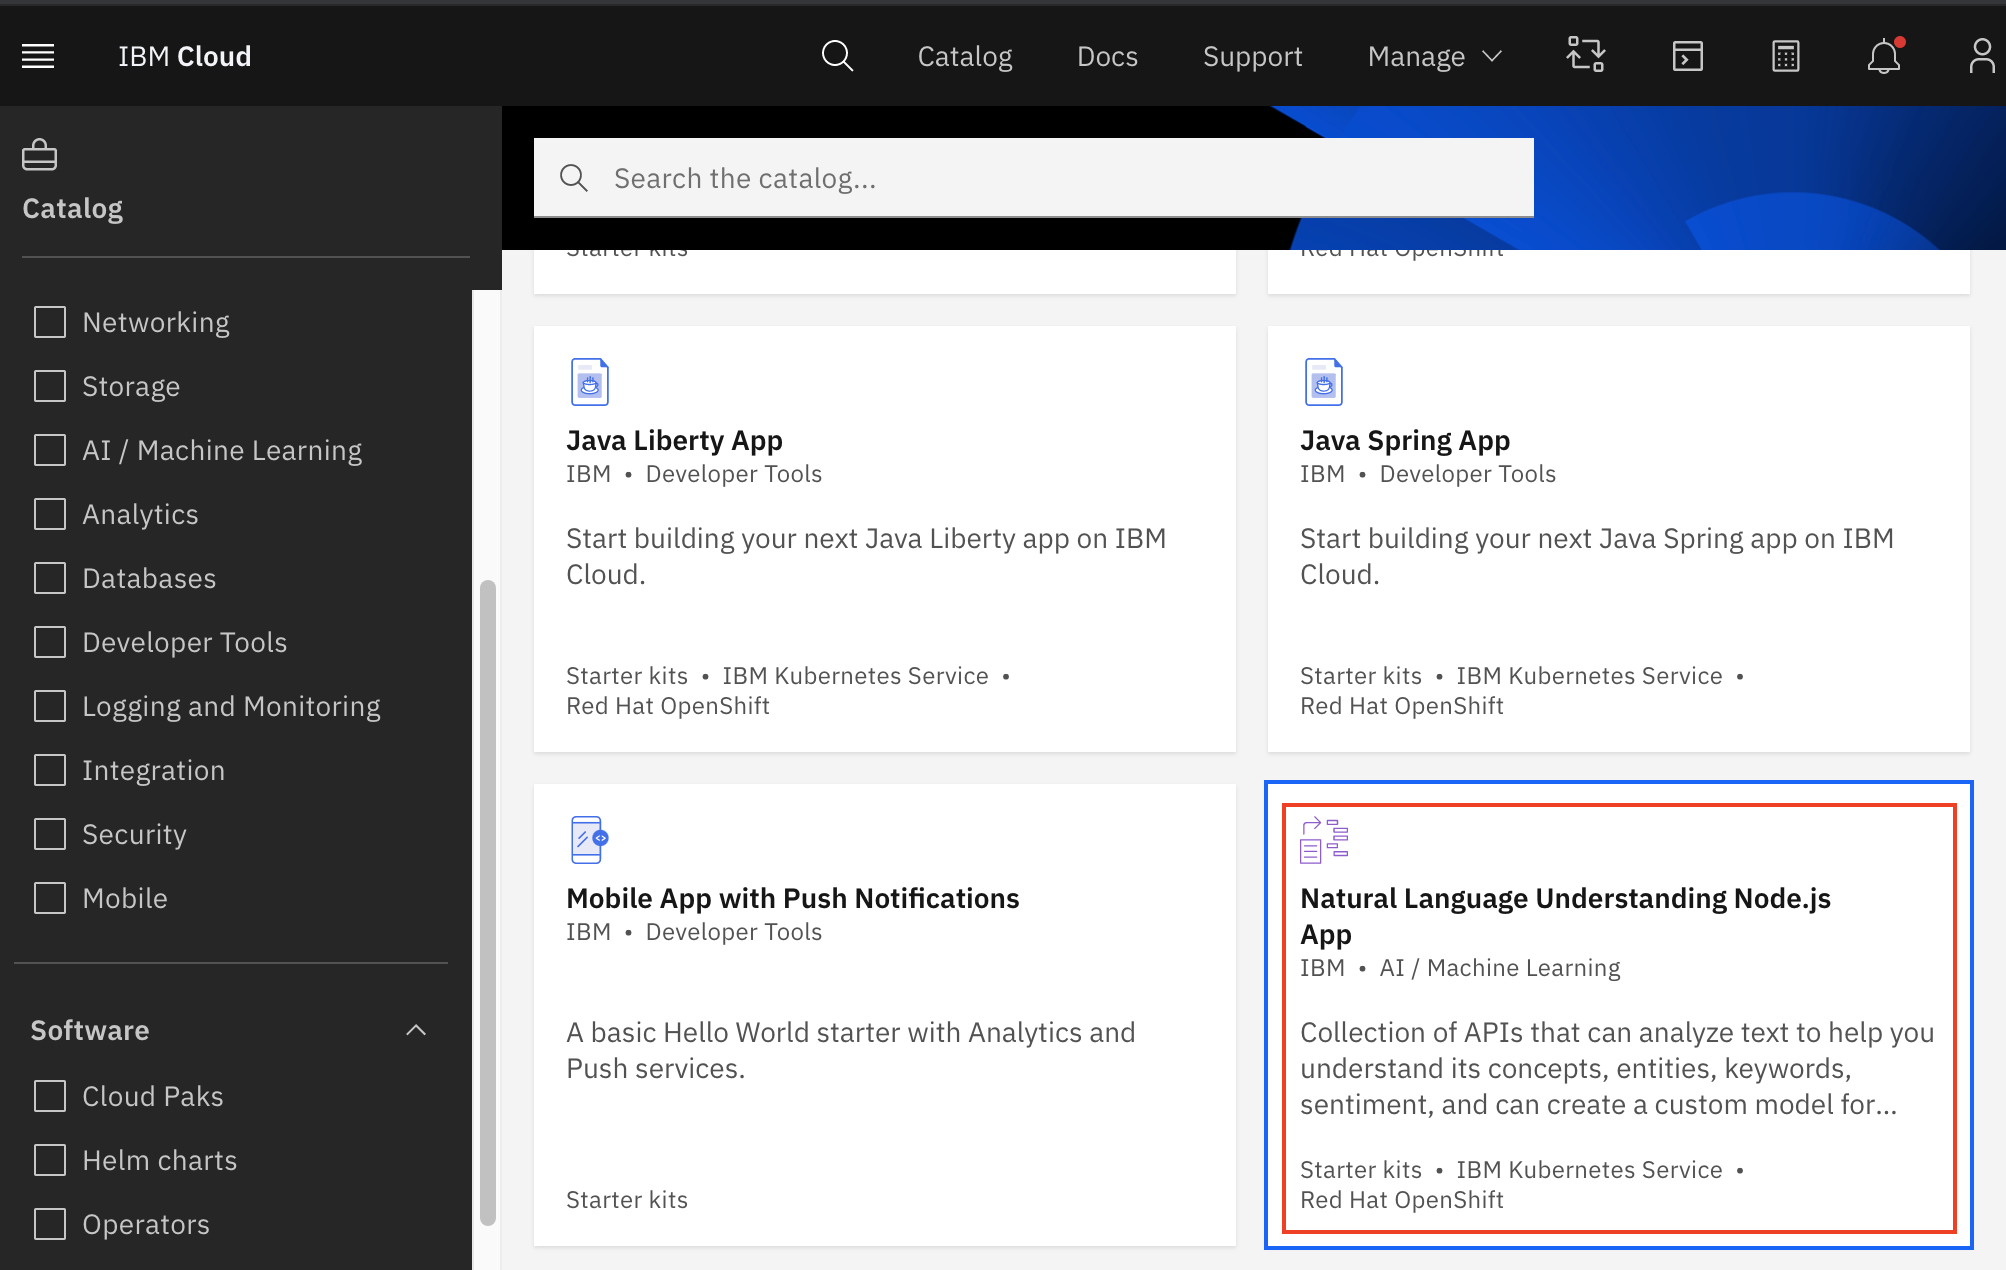 IBM Cloud
Catalog
Docs
Support
Manage
Catalog
Search the catalog...
Networking
Storage
AI / Machine Learning
Analytics
Databases
Developer Tools
Logging and Monitoring
Integration
Security
Mobile
Software
Cloud Paks
Helm charts
Operators
Starter kits
Red Hat OpenShift
Java Liberty App
IBM • Developer Tools
Start building your next Java Liberty app on IBM
Cloud.
Starter kits • IBM Kubernetes Service •
Red Hat OpenShift
Java Spring App
IBM • Developer Tools
Start building your next Java Spring app on IBM
Cloud.
Starter kits • IBM Kubernetes Service •
Red Hat OpenShift
Mobile App with Push Notifications
IBM • Developer Tools
A basic Hello World starter with Analytics and
Push services.
Starter kits
Natural Language Understanding Node.js
App
IBM • AI / Machine Learning
Collection of APIs that can analyze text to help you
understand its concepts, entities, keywords,
sentiment, and can create a custom model for...
Starter kits • IBM Kubernetes Service •
Red Hat OpenShift